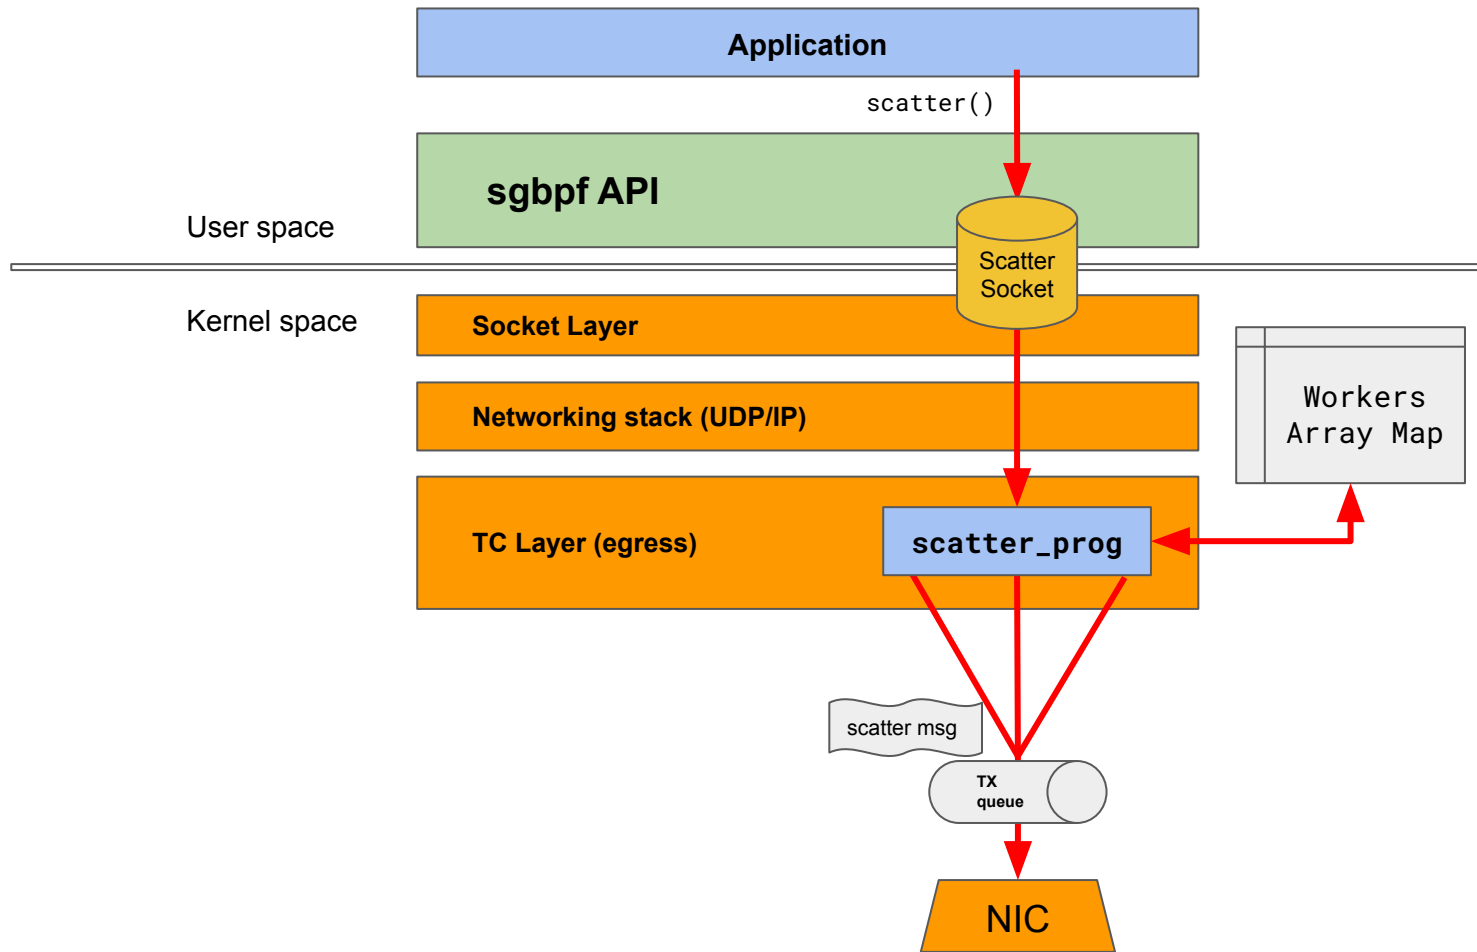 Application
scatter()
sgbpf API
User space
Scatter
Socket
Kernel space
Socket Layer
Workers
Array Map
Networking stack (UDP/IP)
TC Layer (egress)
scatter_prog
scatter msg
TX
queue
NIC